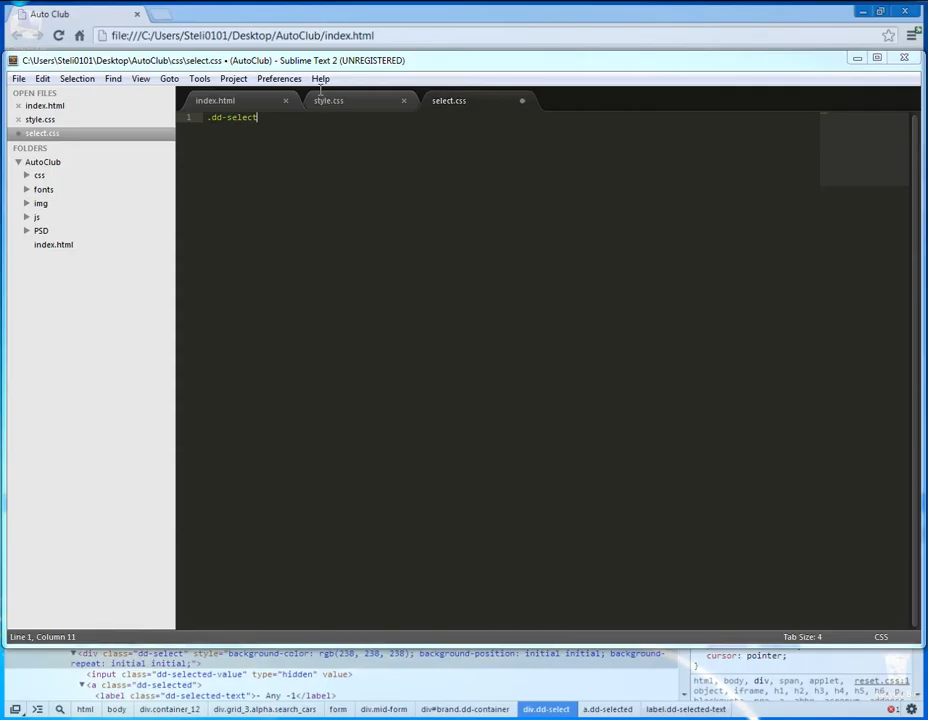 Auto Club
file:///C:/Users/Steli0101/Desktop/AutoClub/index.html
C:\Users\Steli0101\Desktop\AutoClub\css\select.css • (AutoClub) - Sublime Text 2 (UNREGISTERED)
File Edit Selection Find View Goto Tools Project Preferences Help
OPEN FILES
index.html
style.css
select.css
FOLDERS
AutoClub
css
fonts
img
js
PSD
index.html
index.html style.css select.css
1 .dd-select
Line 1, Column 11 Tab Size: 4 CSS
<div class="dd-select" style="background-color: rgb(238, 238, 238); background-position: initial initial; background-
repeat: initial initial;">
<input class="dd-selected-value" type="hidden" value>
<a class="dd-selected">
<label class="dd-selected-text">- Any -1</label>
cursor: pointer;
}
html, body, div, span, applet, reset.css:1
object, iframe, h1, h2, h3, h4, h5, h6, p,
html body div.container_12 div.grid_3.alpha.search_cars form div.mid-form div#brand.dd-container div.dd-select a.dd-selected label.dd-selected-text 1